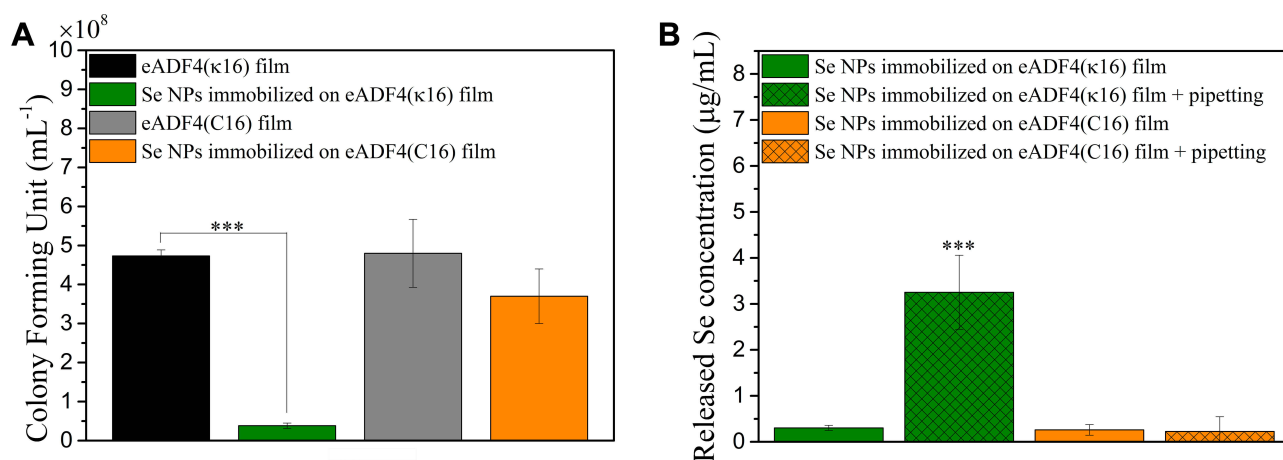 A
×10⁸
Colony Forming Unit (mL⁻¹)
10
9
8
7
6
5
4
3
2
1
0
eADF4(κ16) film
Se NPs immobilized on eADF4(κ16) film
eADF4(C16) film
Se NPs immobilized on eADF4(C16) film
***
B
Released Se concentration (µg/mL)
8
7
6
5
4
3
2
1
0
Se NPs immobilized on eADF4(κ16) film
Se NPs immobilized on eADF4(κ16) film + pipetting
Se NPs immobilized on eADF4(C16) film
Se NPs immobilized on eADF4(C16) film + pipetting
***